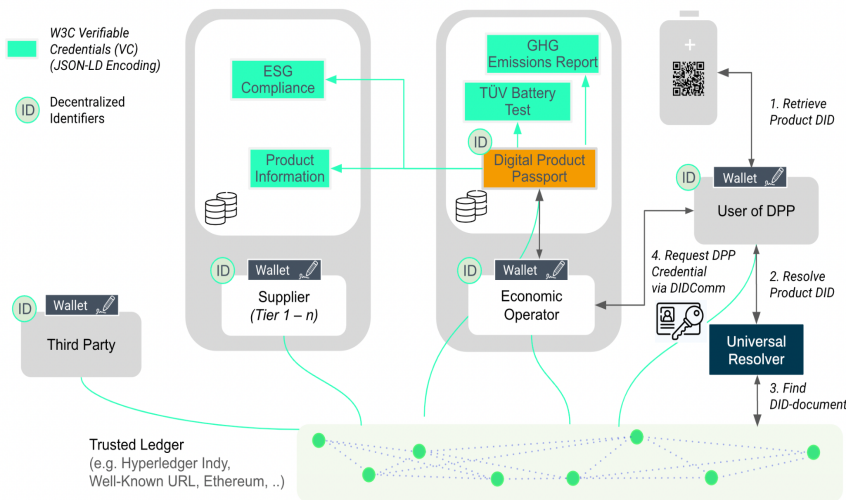 W3C Verifiable
Credentials (VC)
(JSON-LD Encoding)
ID
Decentralized
Identifiers
ESG
Compliance
Product
Information
GHG
Emissions Report
TÜV Battery
Test
ID
Digital Product
Passport
+
1. Retrieve
Product DID
ID
Wallet
User of DPP
4. Request DPP
Credential
via DIDComm
2. Resolve
Product DID
ID
Wallet
Supplier
(Tier 1 – n)
ID
Wallet
Economic
Operator
ID
Wallet
Third Party
Universal
Resolver
3. Find
DID-document
Trusted Ledger
(e.g. Hyperledger Indy,
Well-Known URL, Ethereum, ..)